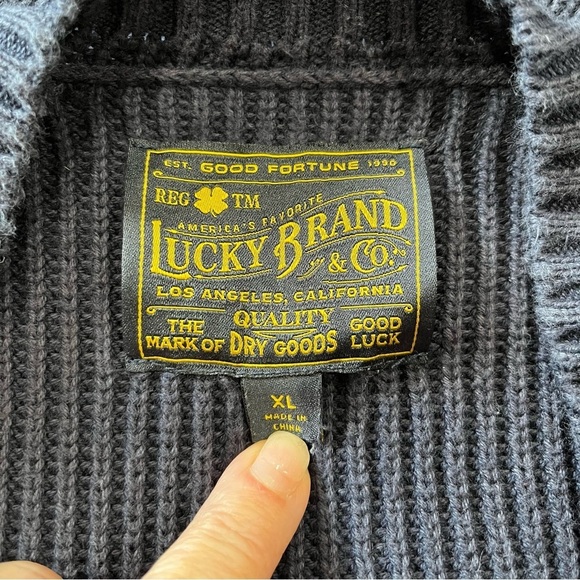 EST. GOOD FORTUNE 1990
REG TM
AMERICA'S FAVORITE
LUCKY BRAND
& CO.
LOS ANGELES, CALIFORNIA
QUALITY
THE MARK OF DRY GOODS GOOD LUCK
XL
MADE IN
CHINA